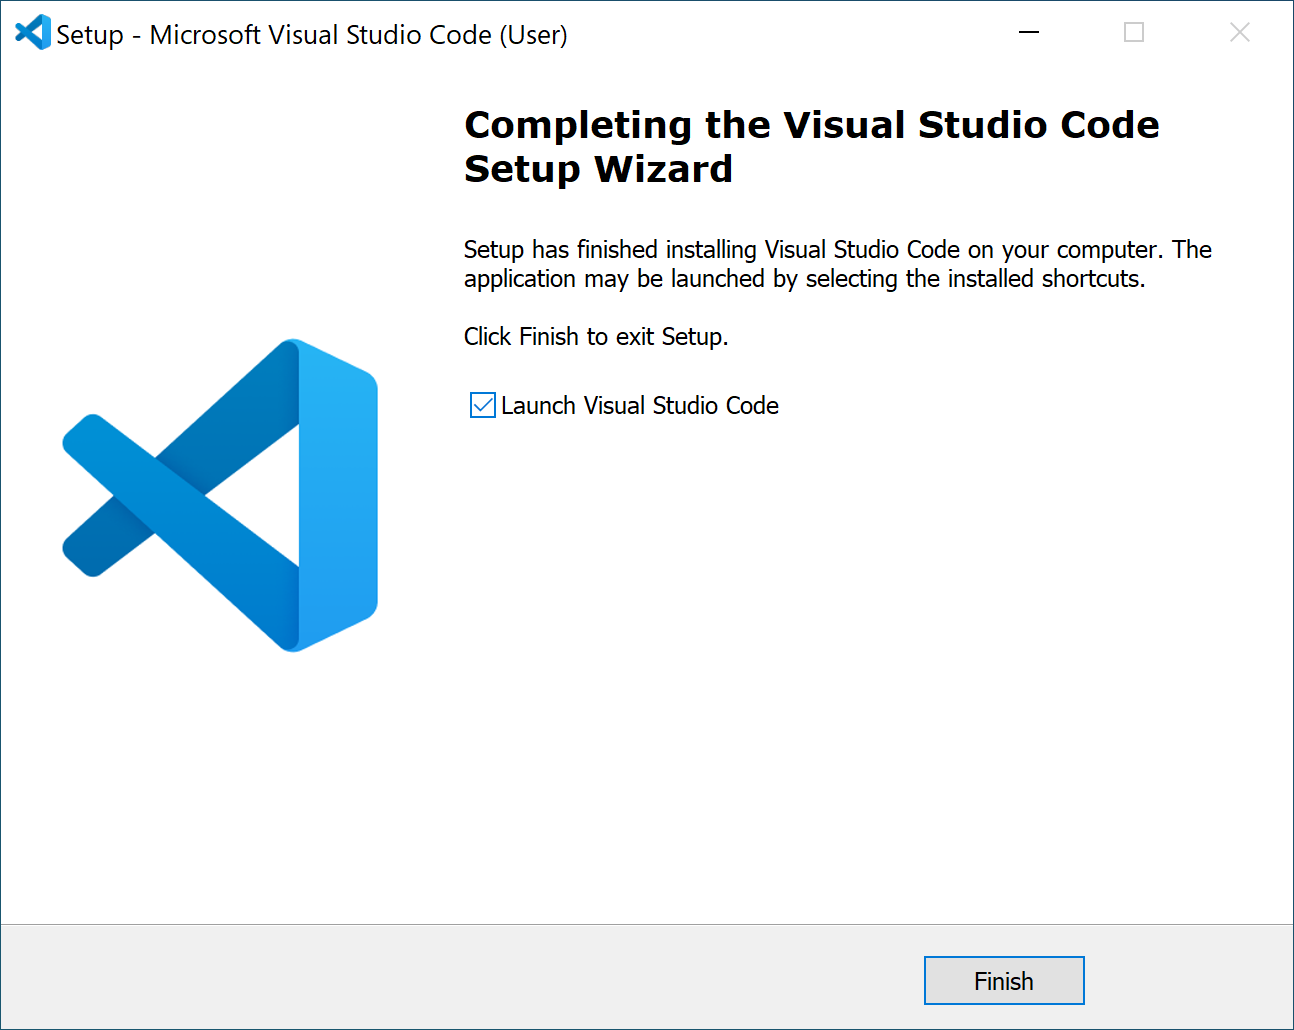 Setup - Microsoft Visual Studio Code (User)
Completing the Visual Studio Code
Setup Wizard
Setup has finished installing Visual Studio Code on your computer. The
application may be launched by selecting the installed shortcuts.
Click Finish to exit Setup.
Launch Visual Studio Code
Finish